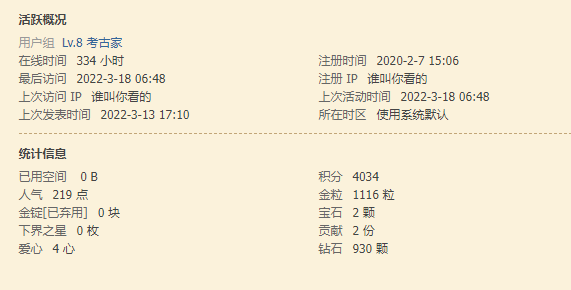 活跃概况
用户组 Lv.8 考古家
在线时间 334 小时 注册时间 2020-2-7 15:06
最后访问 2022-3-18 06:48 注册 IP 谁叫你看的
上次访问 IP 谁叫你看的 上次活动时间 2022-3-18 06:48
上次发表时间 2022-3-13 17:10 所在时区 使用系统默认
统计信息
已用空间 0 B 积分 4034
人气 219 点 金粒 1116 粒
金锭[已弃用] 0 块 宝石 2 颗
下界之星 0 枚 贡献 2 份
爱心 4 心 钻石 930 颗